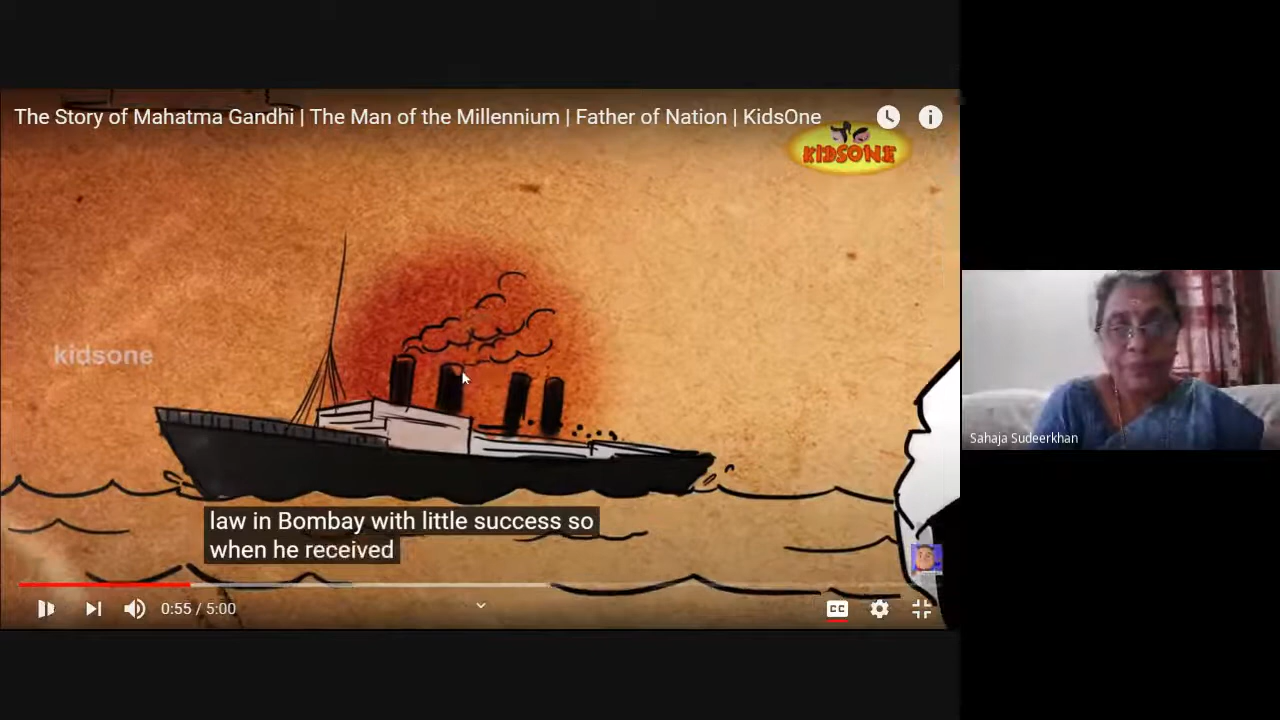 The Story of Mahatma Gandhi | The Man of the Millennium | Father of Nation | KidsOne
KIDSONE
kidsone
Sahaja Sudeerkhan
law in Bombay with little success so
when he received
0:55 / 5:00
CC